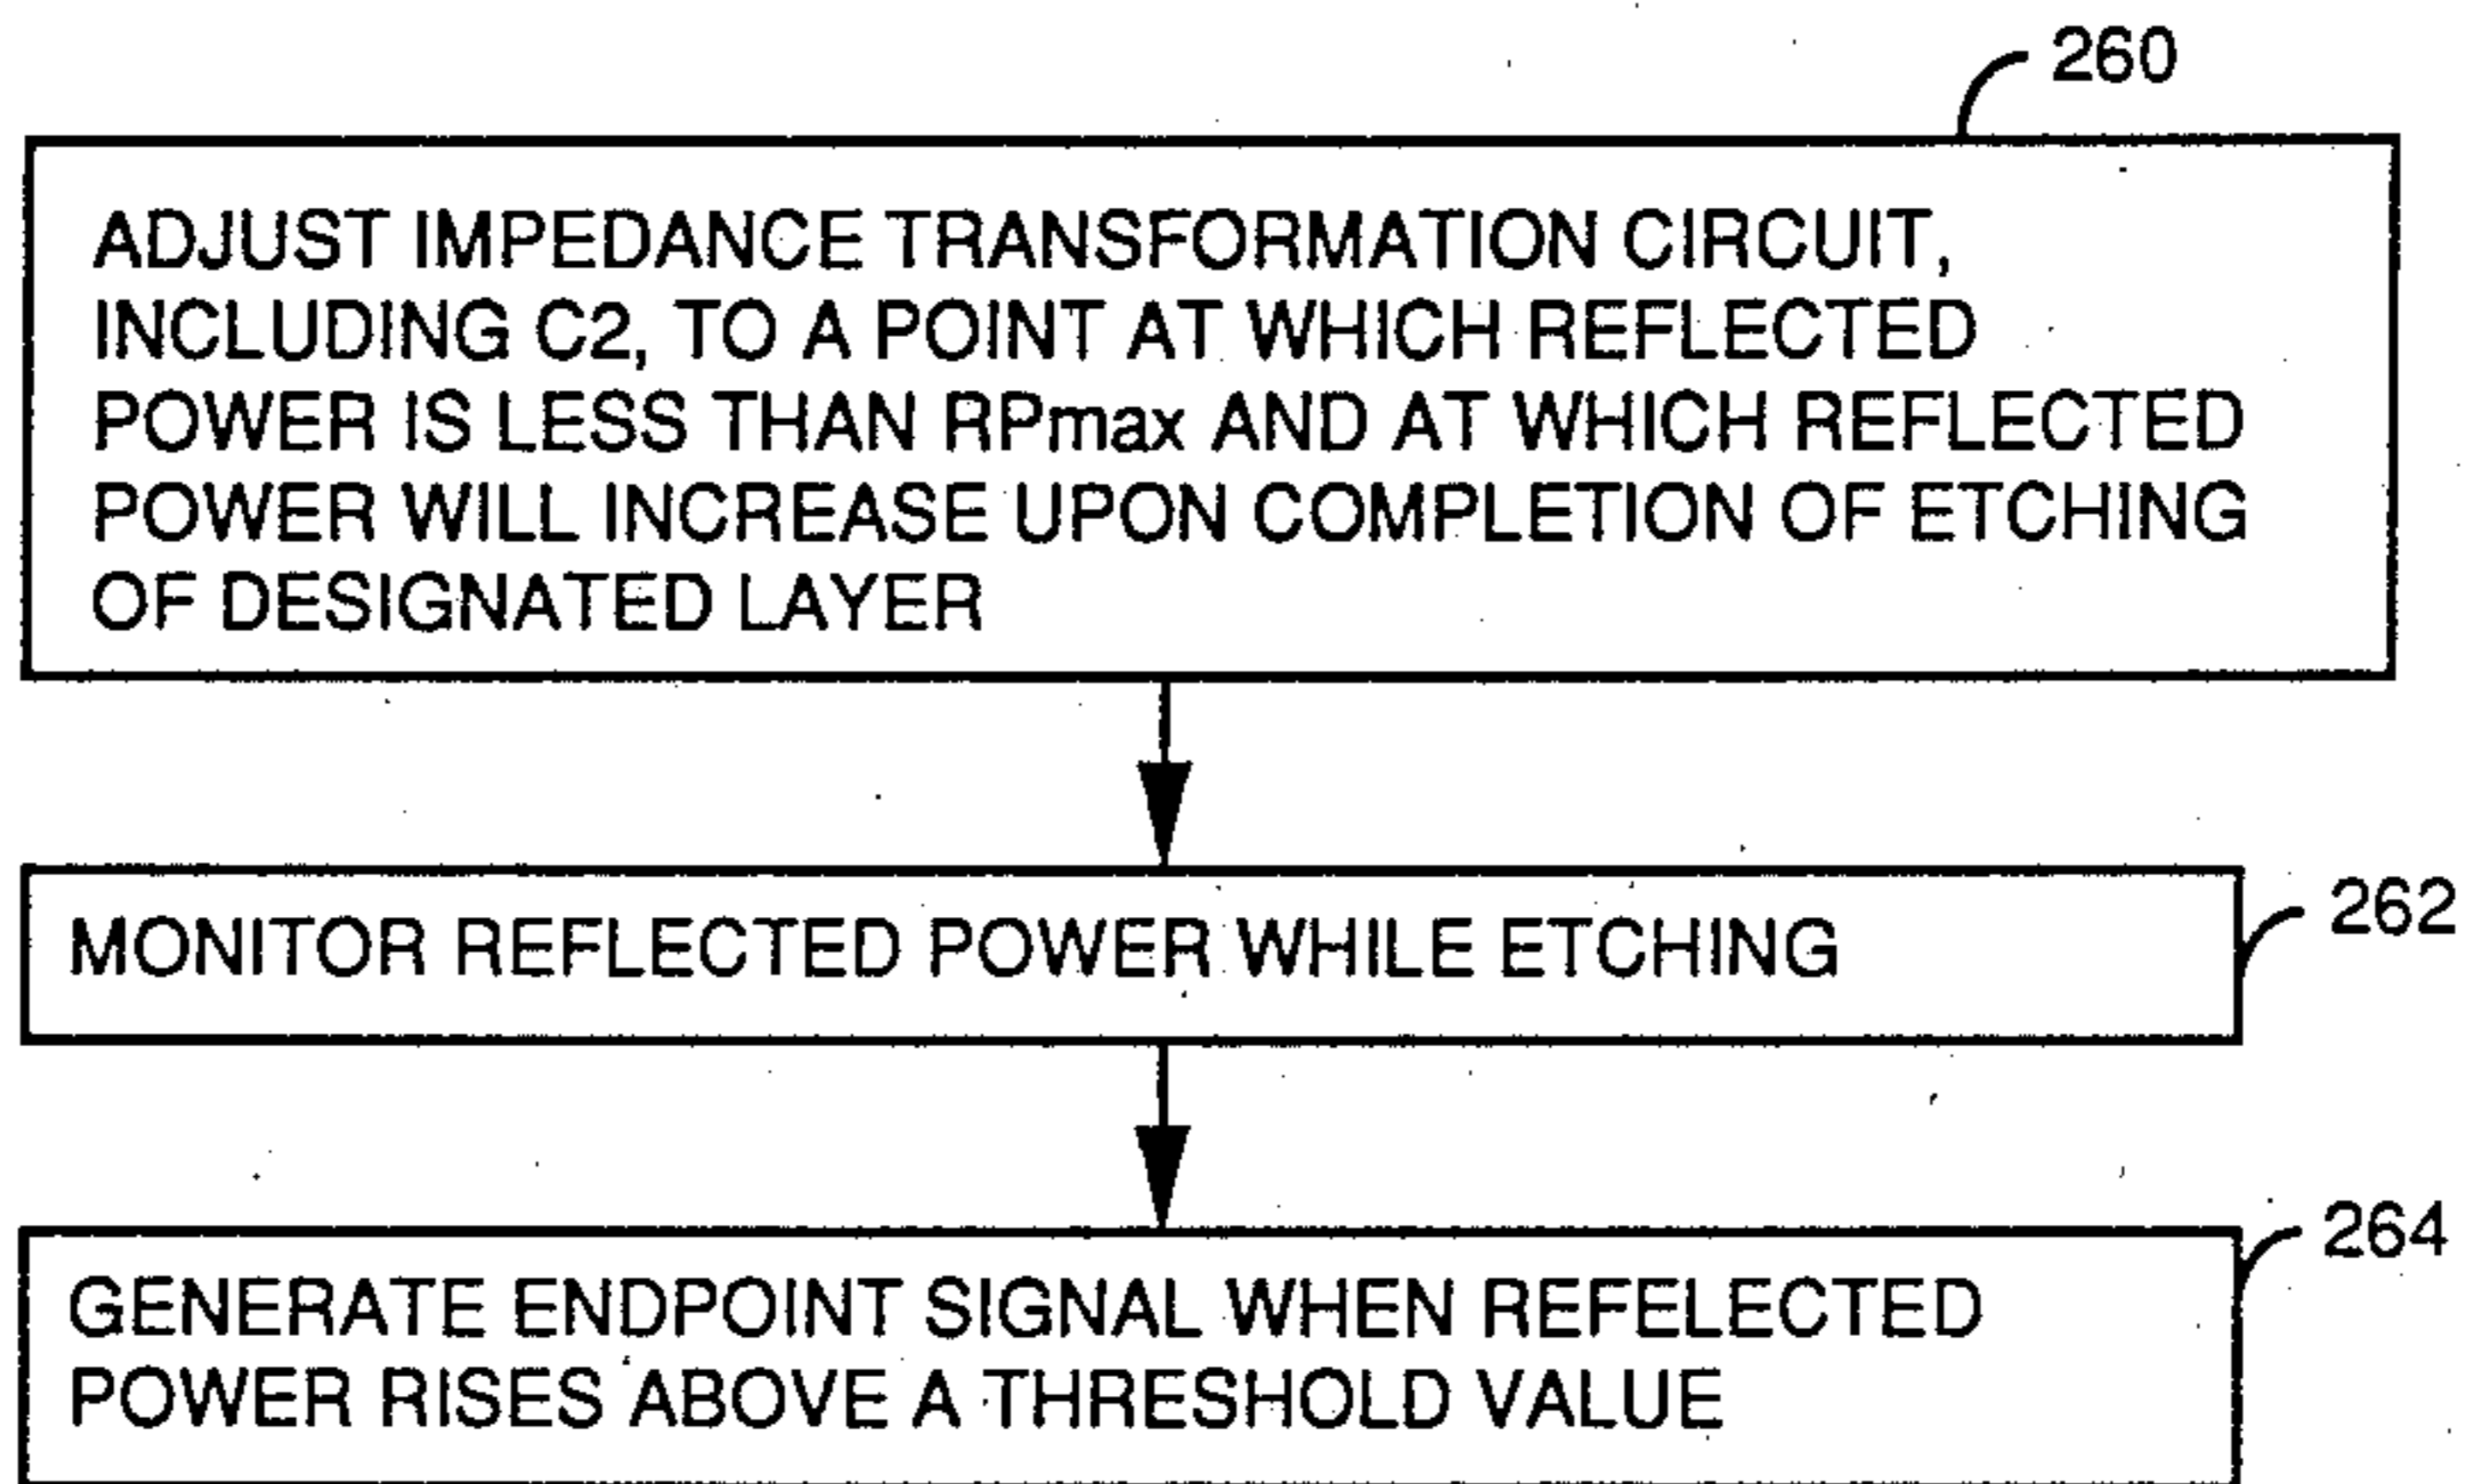 260
ADJUST IMPEDANCE TRANSFORMATION CIRCUIT,
INCLUDING C2, TO A POINT AT WHICH REFLECTED
POWER IS LESS THAN RPmax AND AT WHICH REFLECTED
POWER WILL INCREASE UPON COMPLETION OF ETCHING
OF DESIGNATED LAYER
262
MONITOR REFLECTED POWER WHILE ETCHING
264
GENERATE ENDPOINT SIGNAL WHEN REFELECTED
POWER RISES ABOVE A THRESHOLD VALUE